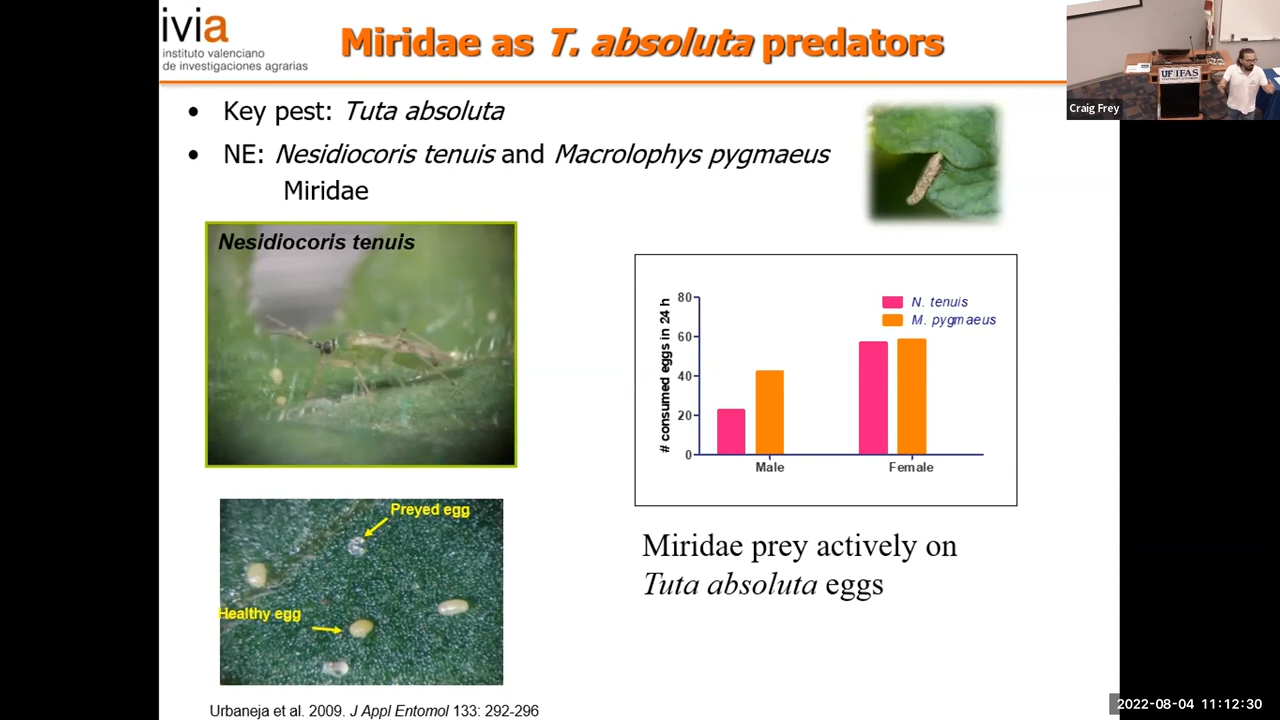 ivia
instituto valenciano
de investigaciones agrarias
Miridae as T. absoluta predators
UF|IFAS
Craig Frey
• Key pest: Tuta absoluta
• NE: Nesidiocoris tenuis and Macrolophys pygmaeus
Miridae
Nesidiocoris tenuis
# consumed eggs in 24 h
80
60
40
20
0
N. tenuis
M. pygmaeus
Male
Female
Preyed egg
Healthy egg
Miridae prey actively on
Tuta absoluta eggs
Urbaneja et al. 2009. J Appl Entomol 133: 292-296
2022-08-04 11:12:30